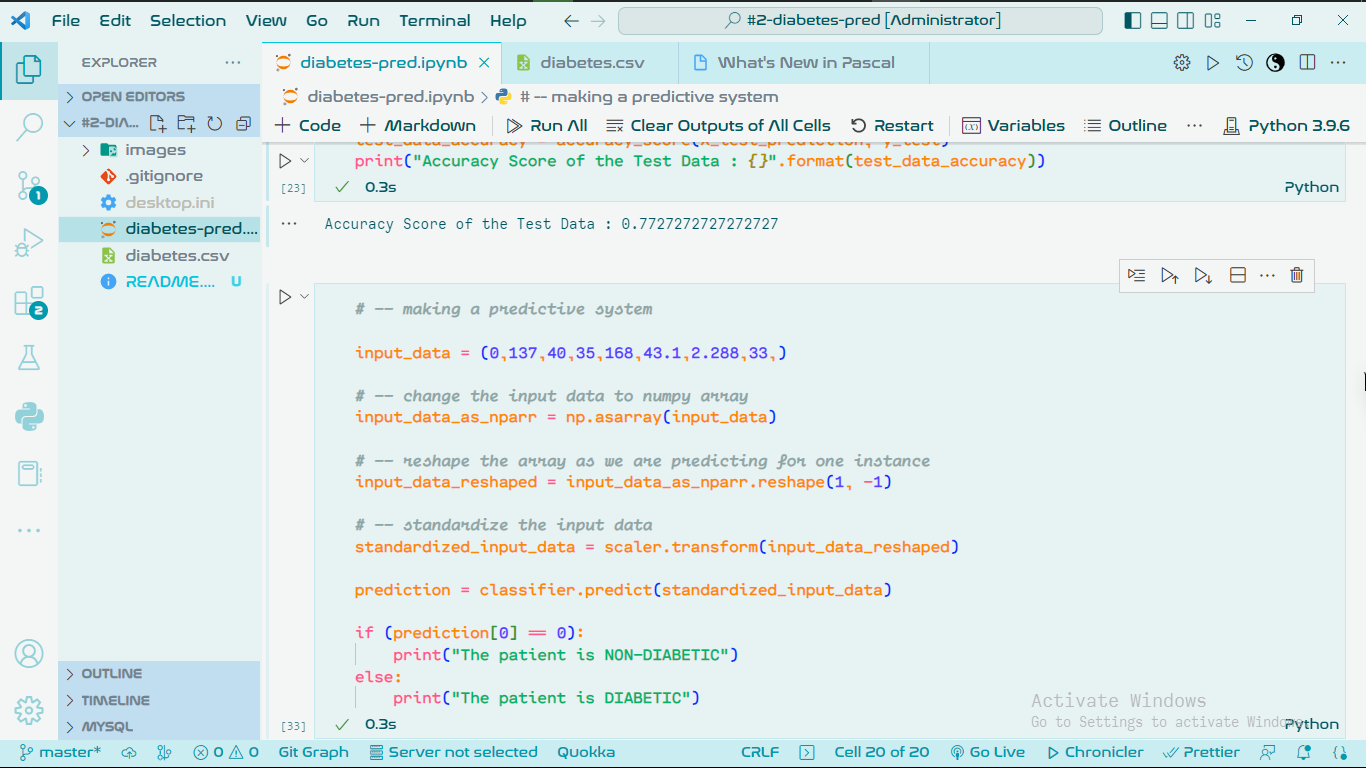 File Edit Selection View Go Run Terminal Help
#2-diabetes-pred [Administrator]
EXPLORER
diabetes-pred.ipynb
diabetes.csv
What's New in Pascal
OPEN EDITORS
diabetes-pred.ipynb > # -- making a predictive system
#2-DIA...
Code Markdown Run All Clear Outputs of All Cells Restart Variables Outline ... Python 3.9.6
images
.gitignore
desktop.ini
diabetes-pred....
diabetes.csv
README.... U
1
2
test_data_accuracy = accuracy_score(x_test_prediction, y_test)
print("Accuracy Score of the Test Data : {}".format(test_data_accuracy))
[23] 0.3s Python
Accuracy Score of the Test Data : 0.7727272727272727
# -- making a predictive system
input_data = (0,137,40,35,168,43.1,2.288,33,)
# -- change the input data to numpy array
input_data_as_nparr = np.asarray(input_data)
# -- reshape the array as we are predicting for one instance
input_data_reshaped = input_data_as_nparr.reshape(1, -1)
# -- standardize the input data
standardized_input_data = scaler.transform(input_data_reshaped)
prediction = classifier.predict(standardized_input_data)
if (prediction[0] == 0):
print("The patient is NON-DIABETIC")
else:
print("The patient is DIABETIC")
[33] 0.3s Python
OUTLINE
TIMELINE
MYSQL
Activate Windows
Go to Settings to activate Windows.
master* 0 0 Git Graph Server not selected Quokka CRLF Cell 20 of 20 Go Live Chronicler Prettier